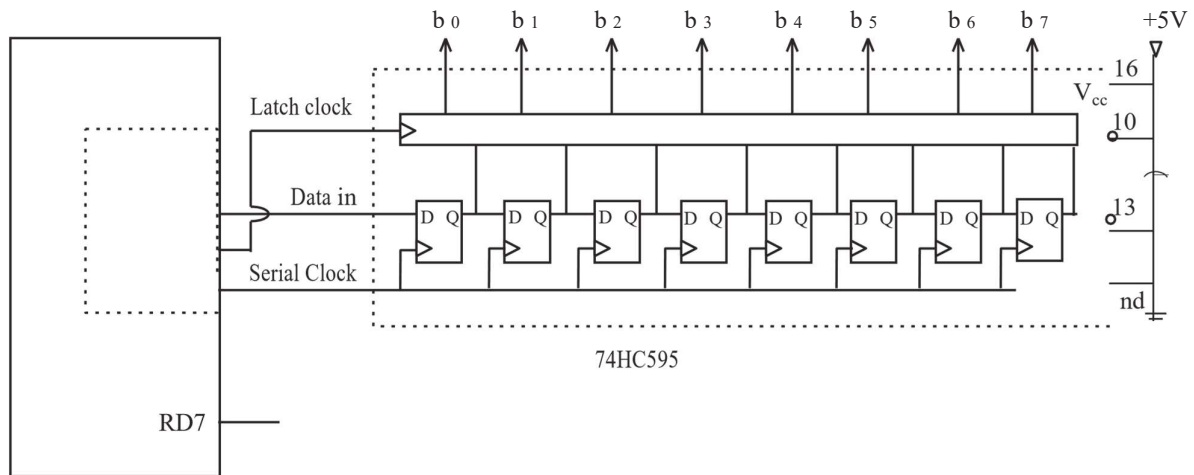 b 0 b 1 b 2 b 3 b 4 b 5 b 6 b 7 +5V
16
Vcc
Latch clock
10
Data in
D Q D Q D Q D Q D Q D Q D Q D Q
13
Serial Clock
nd
74HC595
RD7